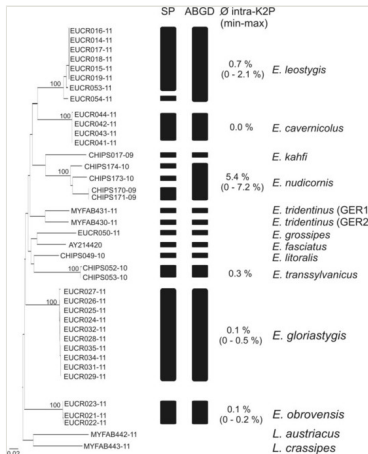 SP ABGD Ø intra-K2P
(min-max)
EUCR016-11
EUCR014-11
EUCR017-11
EUCR018-11
EUCR015-11
EUCR019-11
EUCR053-11
EUCR054-11
100
0.7 %
(0 - 2.1 %)
E. leostygis
EUCR044-11
EUCR042-11
EUCR043-11
EUCR041-11
100
0.0 %
E. cavernicolus
CHIPS017-09
E. kahfi
CHIPS174-10
CHIPS173-10
CHIPS170-09
CHIPS171-09
100
5.4 %
(0 - 7.2 %)
E. nudicornis
MYFAB431-11
E. tridentinus (GER1
MYFAB430-11
E. tridentinus (GER2
EUCR050-11
E. grossipes
AY214420
E. fasciatus
CHIPS049-10
E. litoralis
CHIPS052-10
CHIPS053-10
100
0.3 %
E. transsylvanicus
EUCR027-11
EUCR026-11
EUCR025-11
EUCR024-11
EUCR032-11
EUCR028-11
EUCR035-11
EUCR034-11
EUCR031-11
EUCR029-11
100
0.1 %
(0 - 0.5 %)
E. gloriastygis
EUCR023-11
EUCR021-11
EUCR022-11
100
0.1 %
(0 - 0.2 %)
E. obrovensis
MYFAB442-11
L. austriacus
MYFAB443-11
L. crassipes
0.03